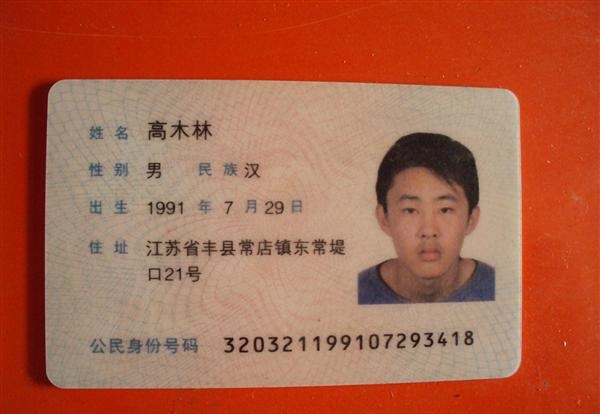 姓名 高木林
性别 男 民族 汉
出生 1991 年 7 月 29 日
住址 江苏省丰县常店镇东常堤
口21号
公民身份号码 320321199107293418